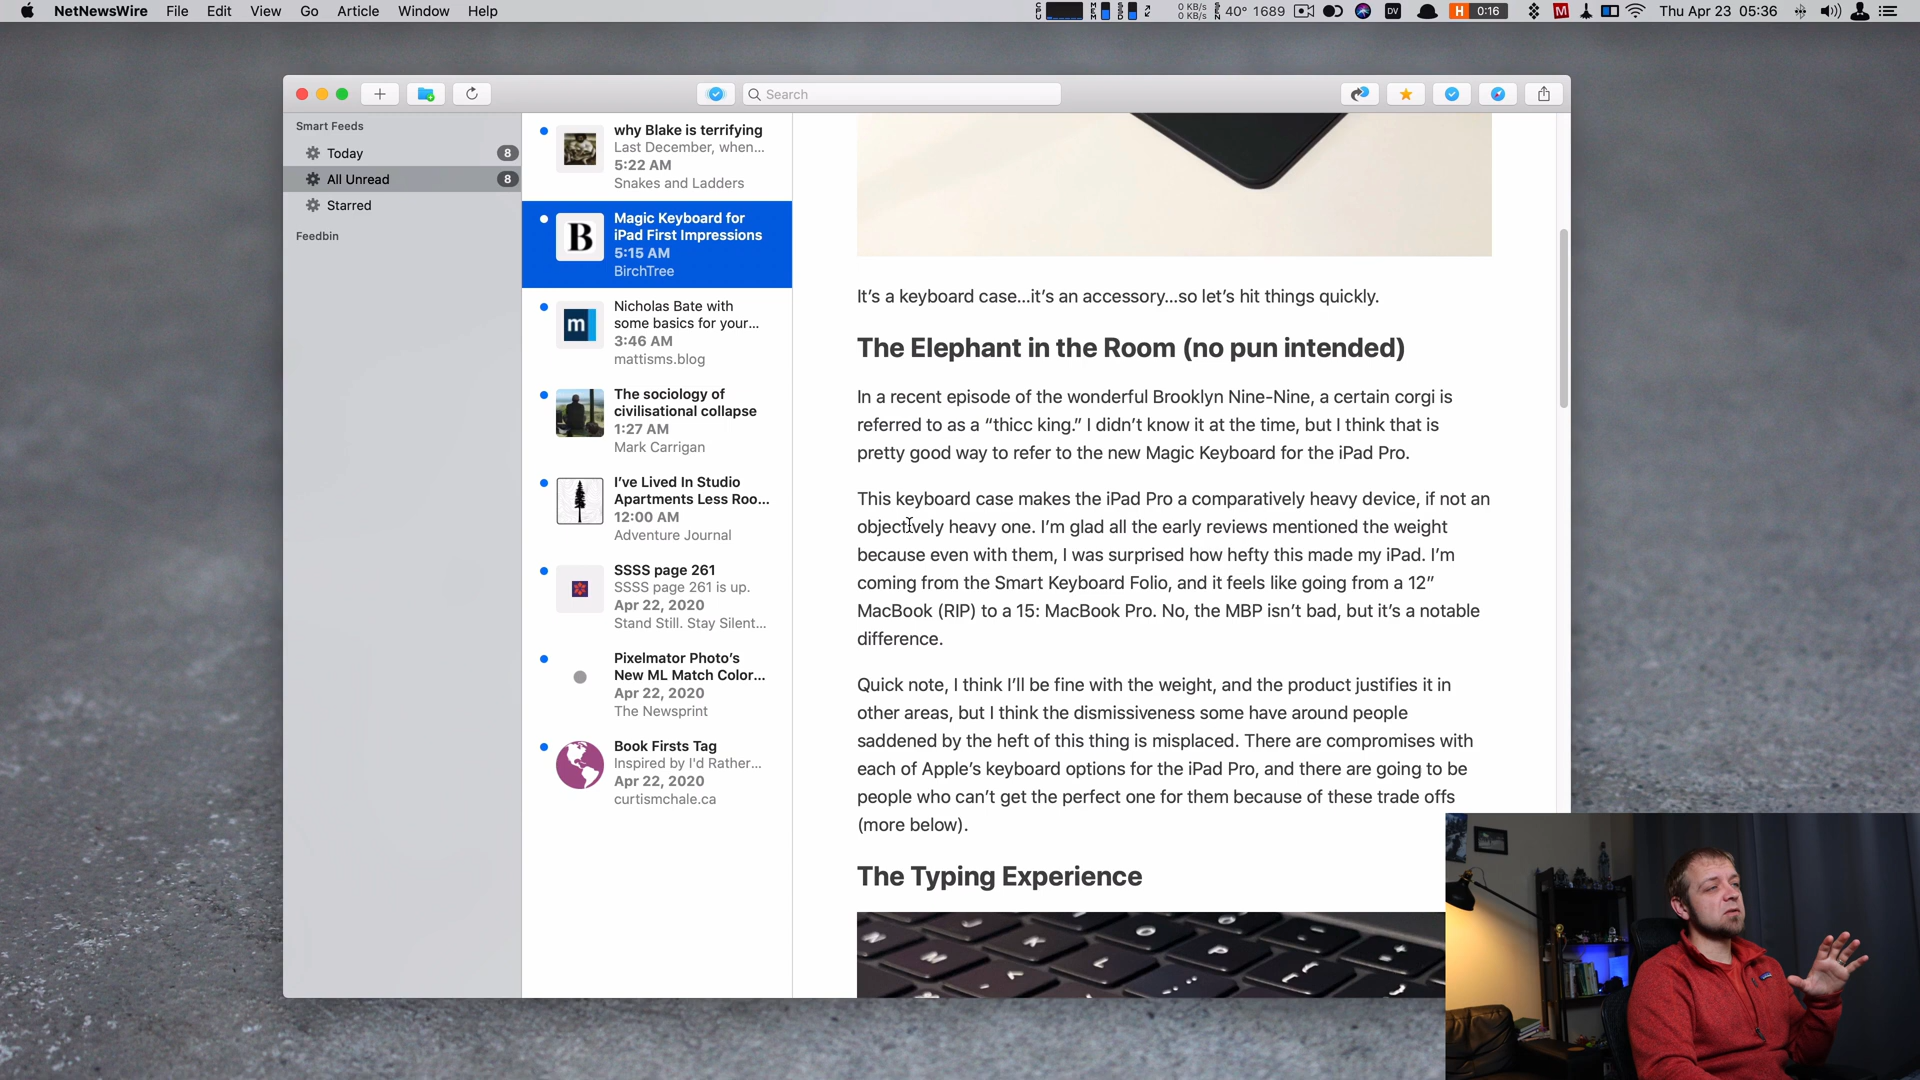 NetNewsWire File Edit View Go Article Window Help
0 KB/s
0 KB/s
40° 1689
DV
H 0:16
M
Thu Apr 23 05:36
Search
Smart Feeds
Today 8
All Unread 8
Starred
Feedbin
why Blake is terrifying
Last December, when...
5:22 AM
Snakes and Ladders
B
Magic Keyboard for
iPad First Impressions
5:15 AM
BirchTree
m
Nicholas Bate with
some basics for your...
3:46 AM
mattisms.blog
The sociology of
civilisational collapse
1:27 AM
Mark Carrigan
I’ve Lived In Studio
Apartments Less Roo...
12:00 AM
Adventure Journal
SSSS page 261
SSSS page 261 is up.
Apr 22, 2020
Stand Still. Stay Silent...
Pixelmator Photo’s
New ML Match Color...
Apr 22, 2020
The Newsprint
Book Firsts Tag
Inspired by I'd Rather...
Apr 22, 2020
curtismchale.ca
It’s a keyboard case...it’s an accessory...so let’s hit things quickly.
The Elephant in the Room (no pun intended)
In a recent episode of the wonderful Brooklyn Nine-Nine, a certain corgi is
referred to as a “thicc king.” I didn’t know it at the time, but I think that is
pretty good way to refer to the new Magic Keyboard for the iPad Pro.
This keyboard case makes the iPad Pro a comparatively heavy device, if not an
objectively heavy one. I’m glad all the early reviews mentioned the weight
because even with them, I was surprised how hefty this made my iPad. I’m
coming from the Smart Keyboard Folio, and it feels like going from a 12”
MacBook (RIP) to a 15: MacBook Pro. No, the MBP isn’t bad, but it’s a notable
difference.
Quick note, I think I’ll be fine with the weight, and the product justifies it in
other areas, but I think the dismissiveness some have around people
saddened by the heft of this thing is misplaced. There are compromises with
each of Apple’s keyboard options for the iPad Pro, and there are going to be
people who can’t get the perfect one for them because of these trade offs
(more below).
The Typing Experience
N J I O P
M K L